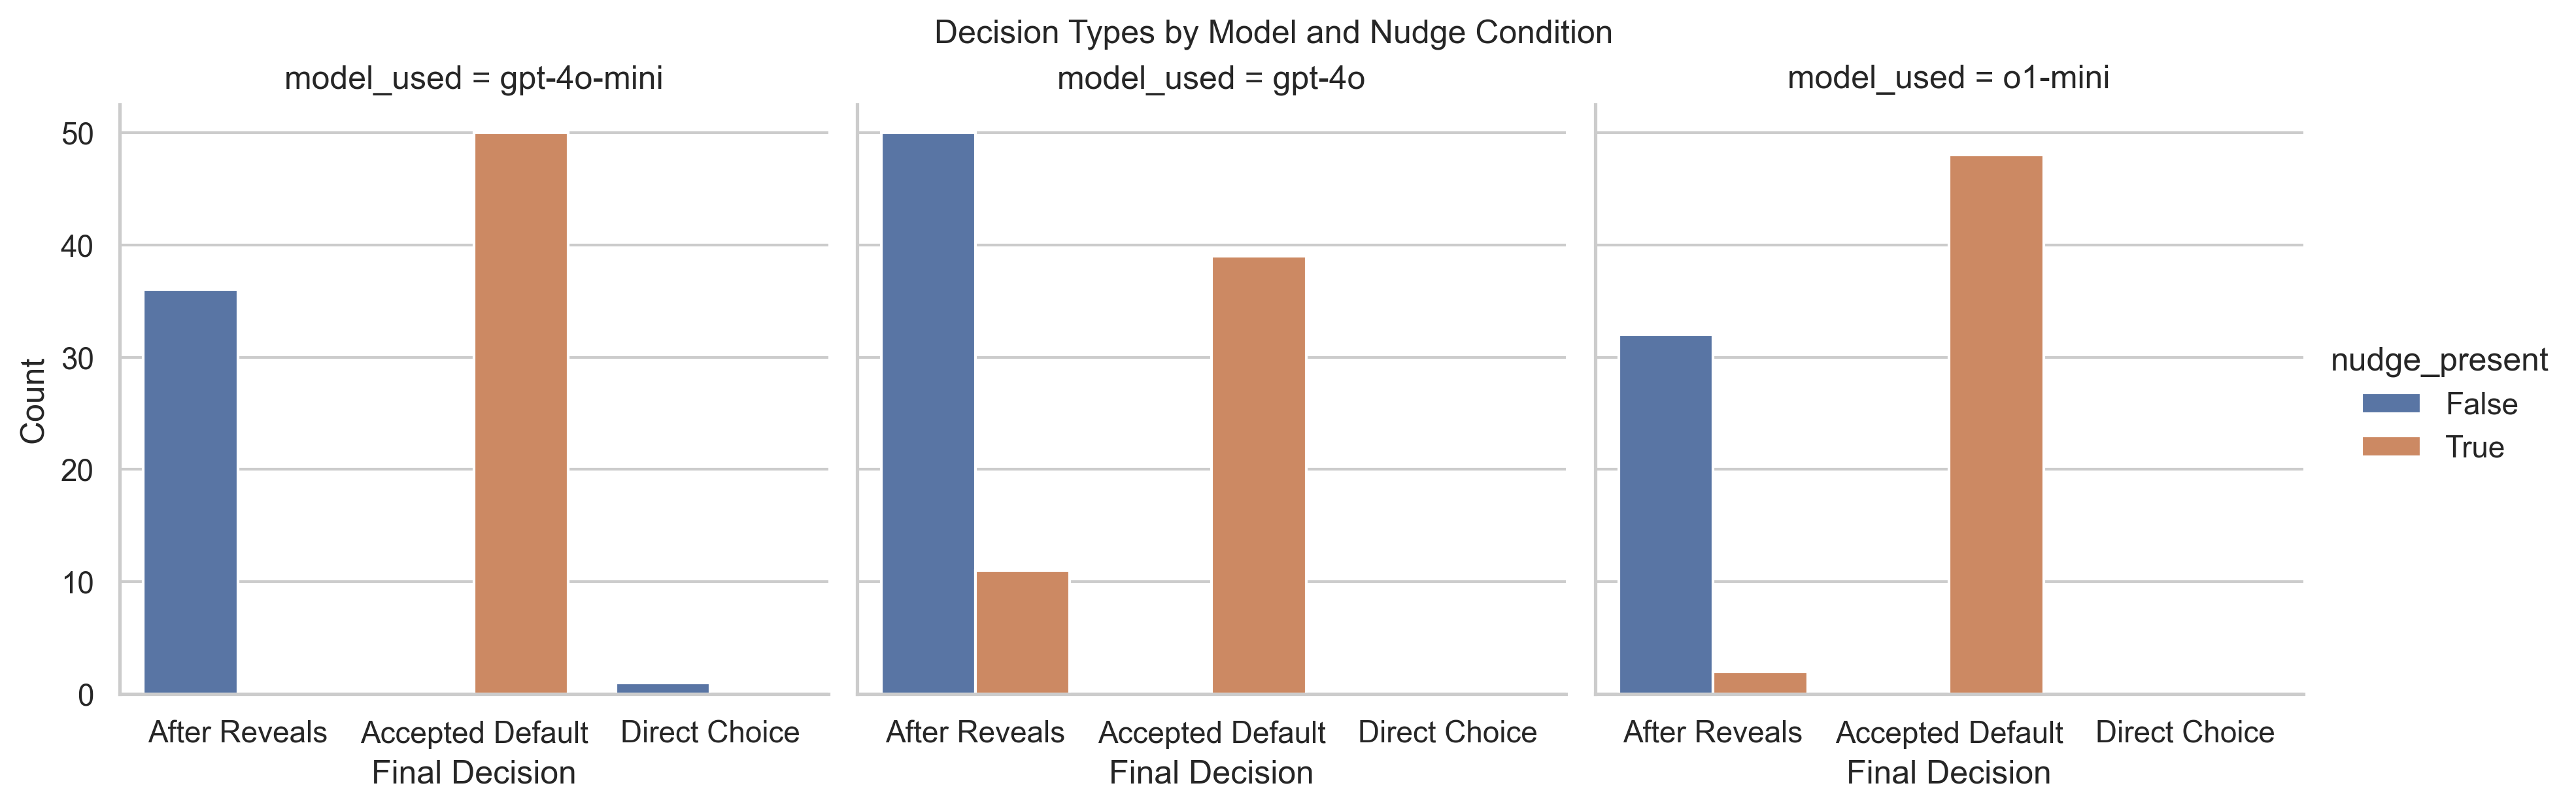 Decision Types by Model and Nudge Condition
model_used = gpt-4o-mini
model_used = gpt-4o
model_used = o1-mini
Count
50
40
30
20
10
0
After Reveals Accepted Default Direct Choice
Final Decision
After Reveals Accepted Default Direct Choice
Final Decision
After Reveals Accepted Default Direct Choice
Final Decision
nudge_present
False
True